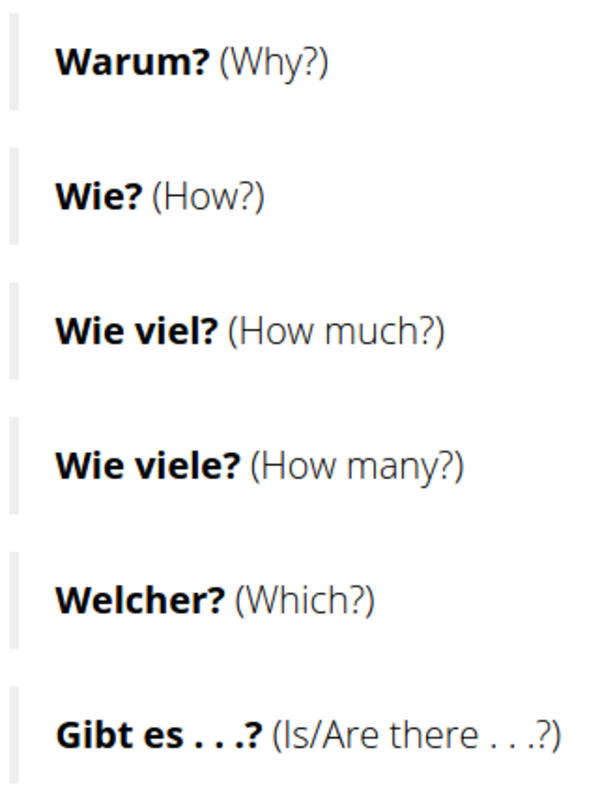 Warum? (Why?)
Wie? (How?)
Wie viel? (How much?)
Wie viele? (How many?)
Welcher? (Which?)
Gibt es . . .? (Is/Are there . . .?)